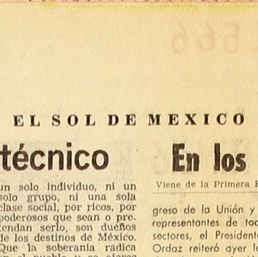 EL SOL DE MEXICO
técnico
un solo individuo, ni un
solo grupo, ni una sola
clase social, por ricos, por
poderosos que sean o pre-
tendan serlo, son dueños
de los destinos de México.
Que la soberanía radica
En los
Viene de la Primera
greso de la Unión y
representantes de
sectores, el President
Ordaz reiteró ayer